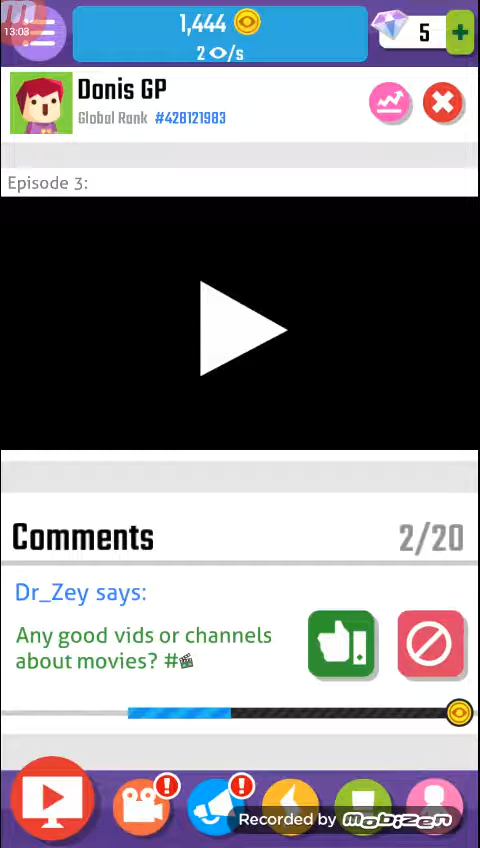 13:03
1,444
2 /s
5
+
Donis GP
Global Rank #428121983
Episode 3:
Comments
2/20
Dr_Zey says:
Any good vids or channels
about movies? #🎬
!
!
Recorded by mobizen